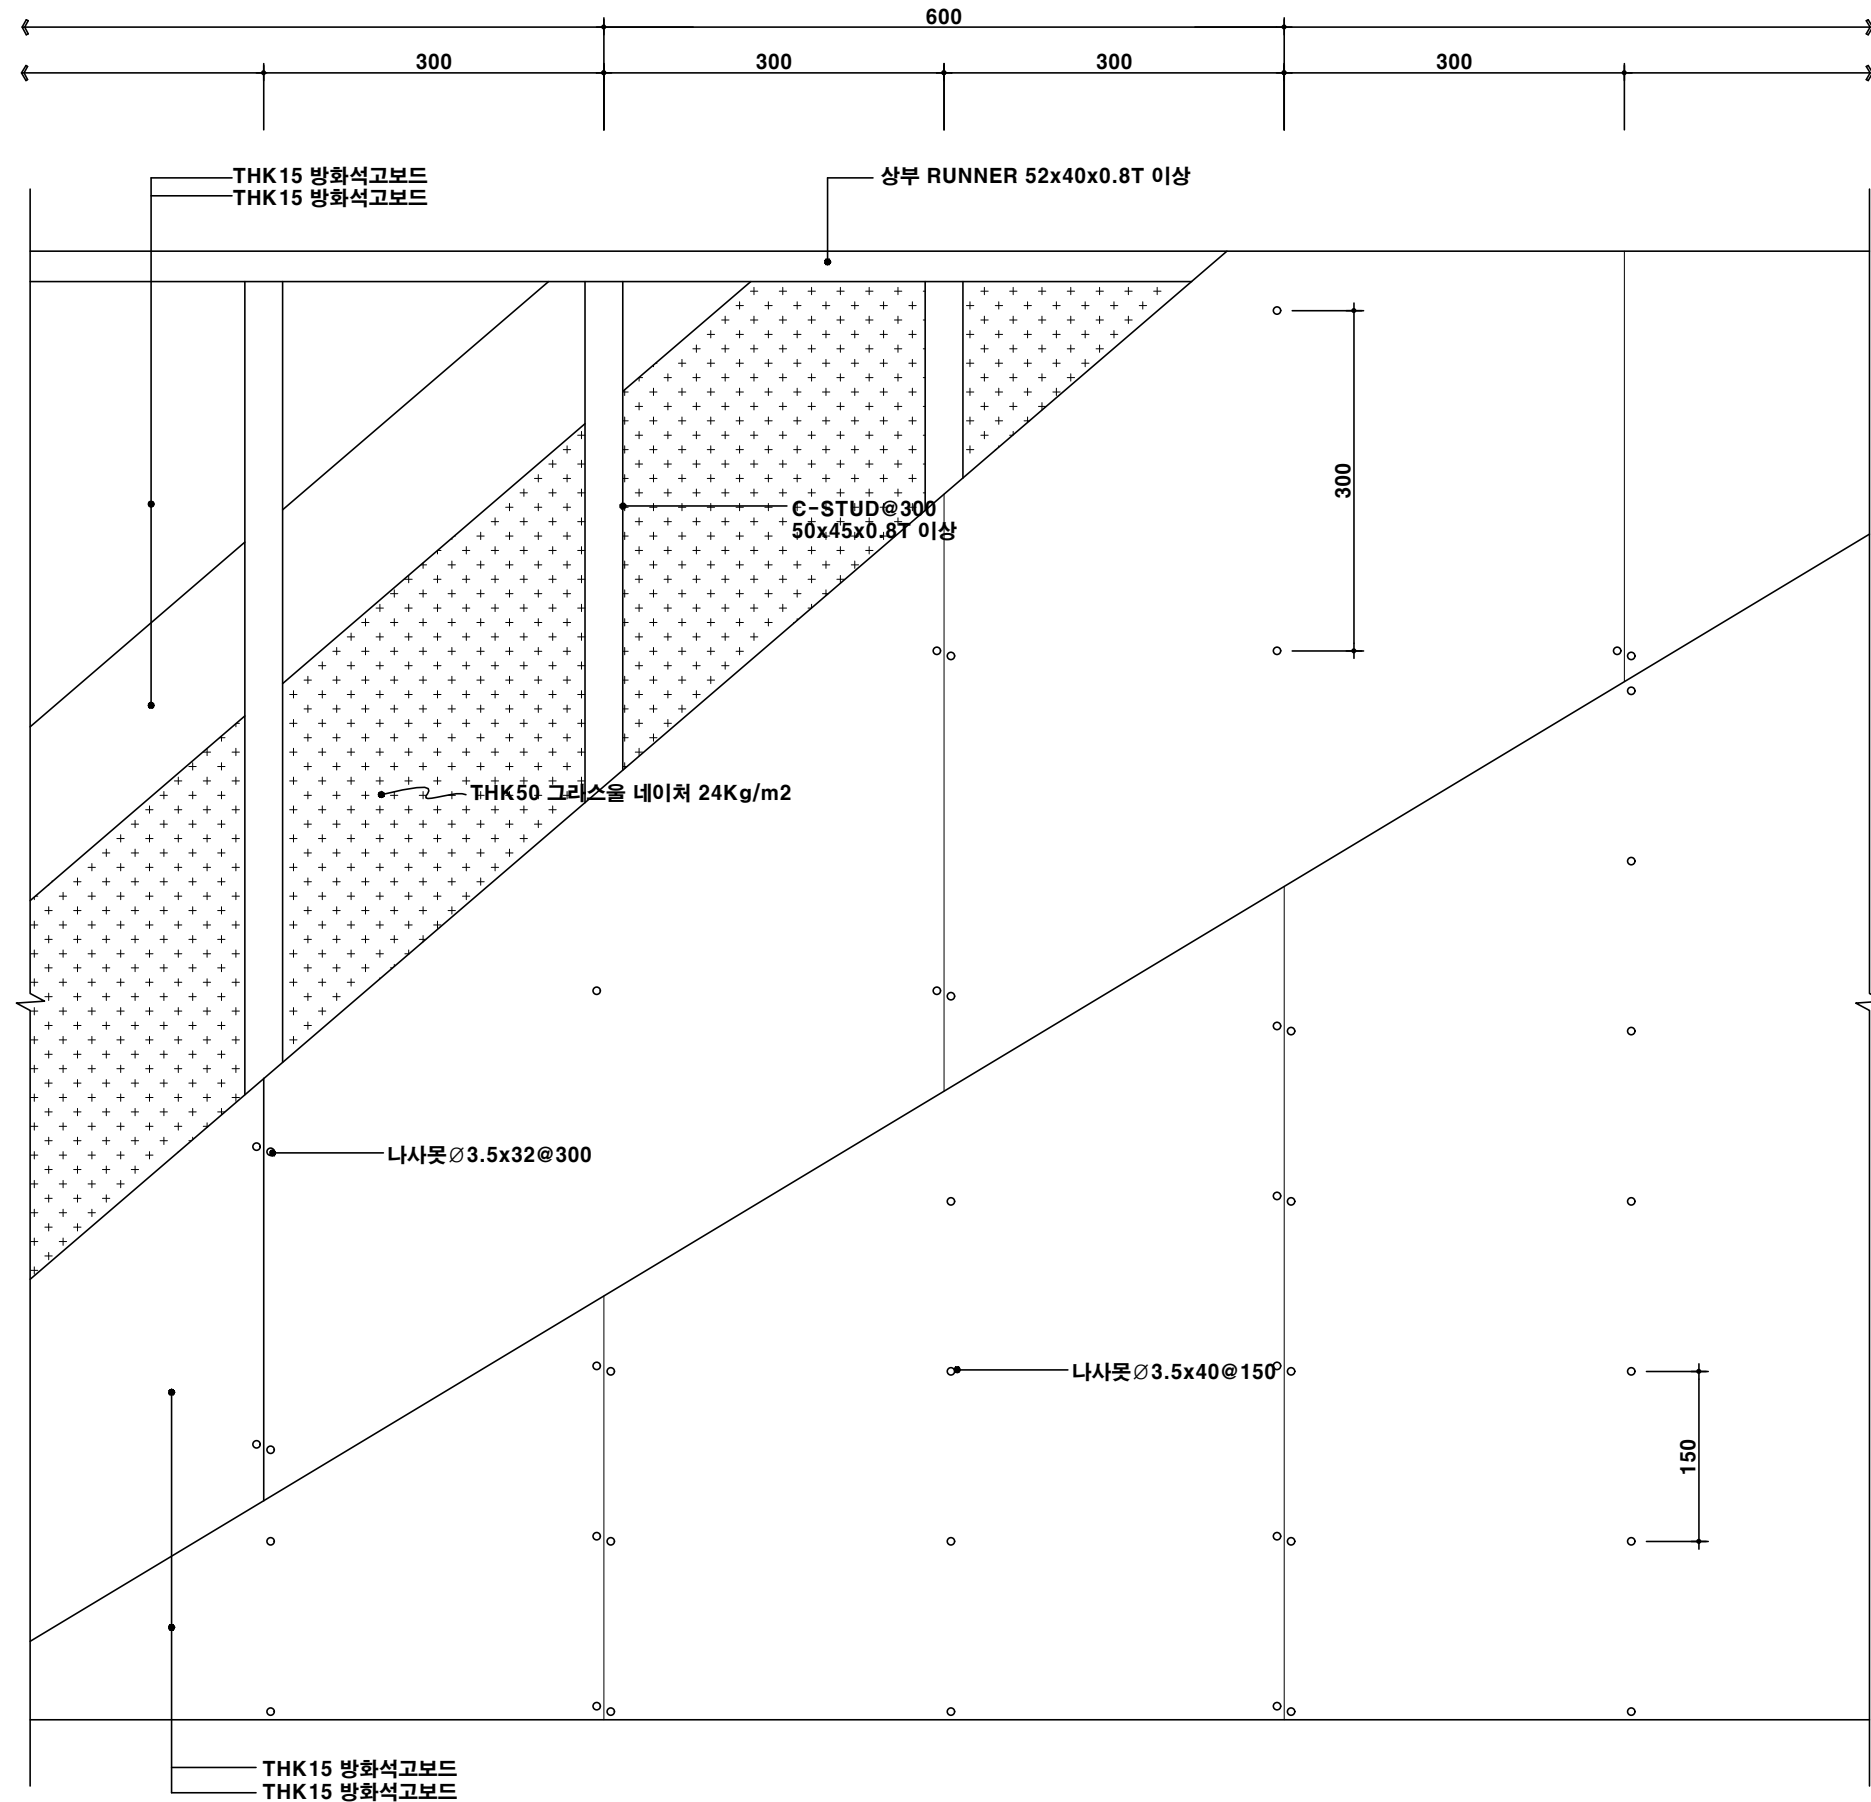 600
300 300 300 300
THK15 방화석고보드
THK15 방화석고보드
상부 RUNNER 52x40x0.8T 이상
300
C-STUD@300
50x45x0.8T 이상
THK50 그라스울 네이처 24Kg/m2
나사못∅3.5x32@300
나사못∅3.5x40@150
150
THK15 방화석고보드
THK15 방화석고보드